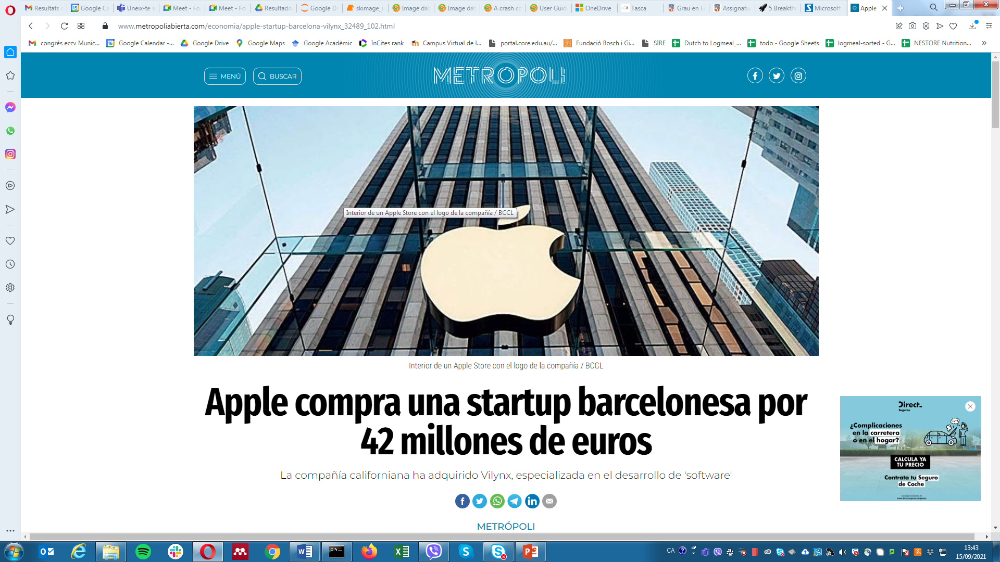 Resultats
Google Ca
Uneix-te a
Meet - Fo
Meet - Fo
Resultado
Google Dr
skimage_i
Image dat
Image dat
A crash co
User Guid
OneDrive
Tasca
Grau en E
Assignatu
5 Breakthr
Microsoft
Apple
www.metropoliabierta.com/economia/apple-startup-barcelona-vilynx_32489_102.html
congrés eccv Munic...
Google Calendar -...
Google Drive
Google Maps
Google Acadèmic
InCites rank
Campus Virtual de l...
portal.core.edu.au/...
Fundació Bosch i Gi...
SIRE
Dutch to Logmeal_...
todo - Google Sheets
logmeal-sorted - G...
NESTORE Nutrition...
MENÚ
BUSCAR
METROPOLI
Interior de un Apple Store con el logo de la compañía / BCCL
Interior de un Apple Store con el logo de la compañía / BCCL
Apple compra una startup barcelonesa por
42 millones de euros
La compañía californiana ha adquirido Vilynx, especializada en el desarrollo de 'software'
METRÓPOLI
Direct
Seguros
¿Complicaciones
en la carretera
o en el hogar?
CALCULA YA
TU PRECIO
Contrata tu Seguro
de Coche
CA
13:43
15/09/2021